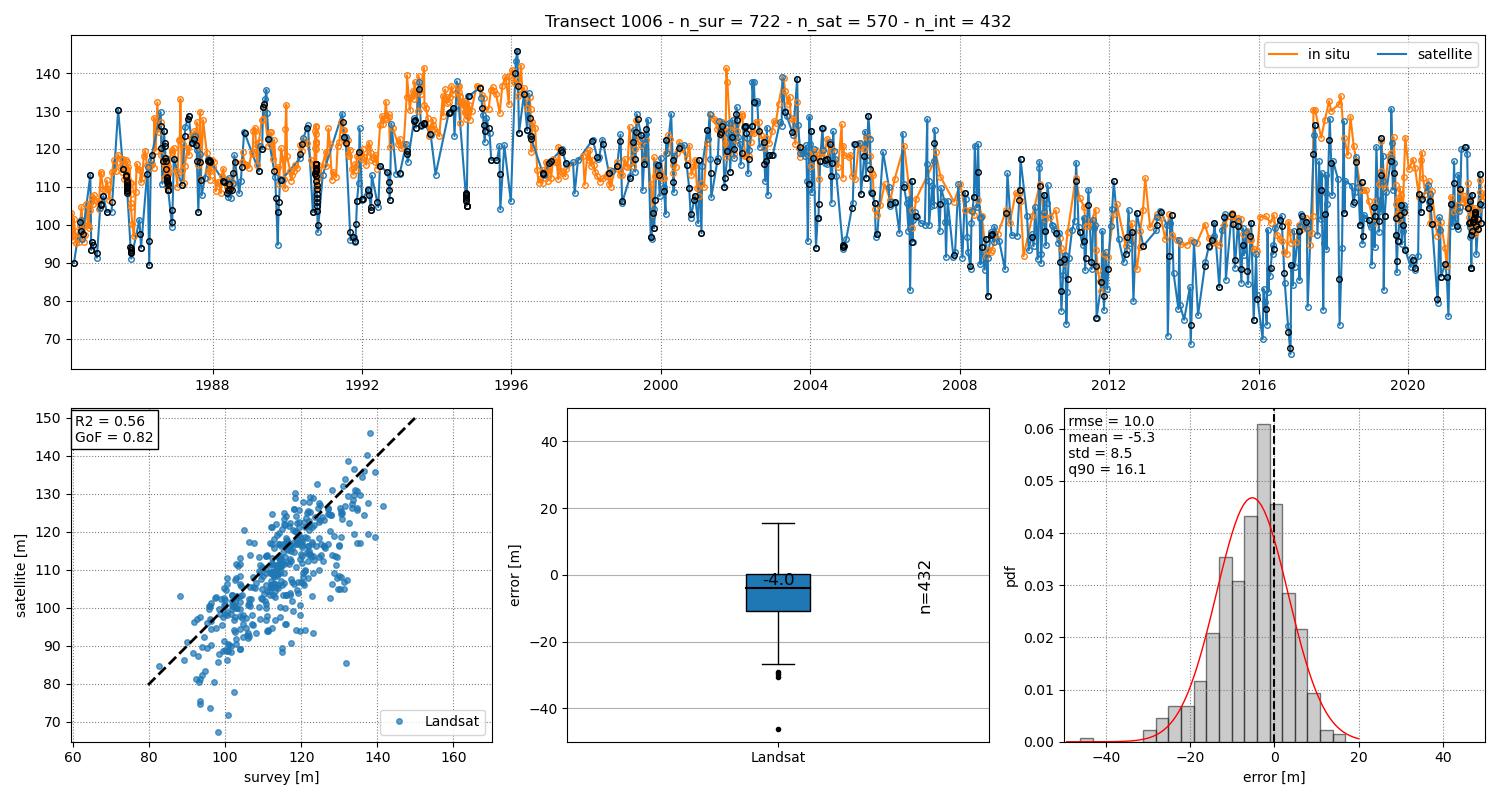 Transect 1006 - n_sur = 722 - n_sat = 570 - n_int = 432
in situ
satellite
140
130
120
110
100
90
80
70
1988
1992
1996
2000
2004
2008
2012
2016
2020
R2 = 0.56
GoF = 0.82
150
140
130
120
110
100
90
80
70
satellite [m]
Landsat
60
80
100
120
140
160
survey [m]
40
20
0
−20
−40
error [m]
-4.0
n=432
Landsat
rmse = 10.0
mean = -5.3
std = 8.5
q90 = 16.1
0.06
0.05
0.04
0.03
0.02
0.01
0.00
pdf
−40
−20
0
20
40
error [m]